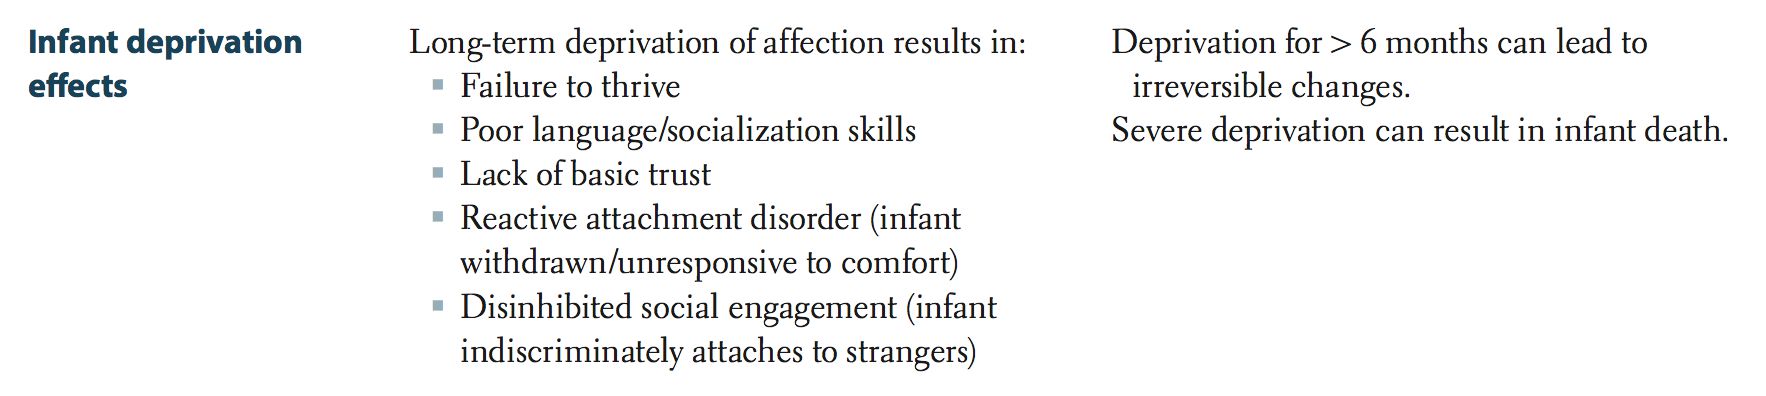 Infant deprivation
effects
Long-term deprivation of affection results in:
▪ Failure to thrive
▪ Poor language/socialization skills
▪ Lack of basic trust
▪ Reactive attachment disorder (infant
withdrawn/unresponsive to comfort)
▪ Disinhibited social engagement (infant
indiscriminately attaches to strangers)
Deprivation for > 6 months can lead to
irreversible changes.
Severe deprivation can result in infant death.